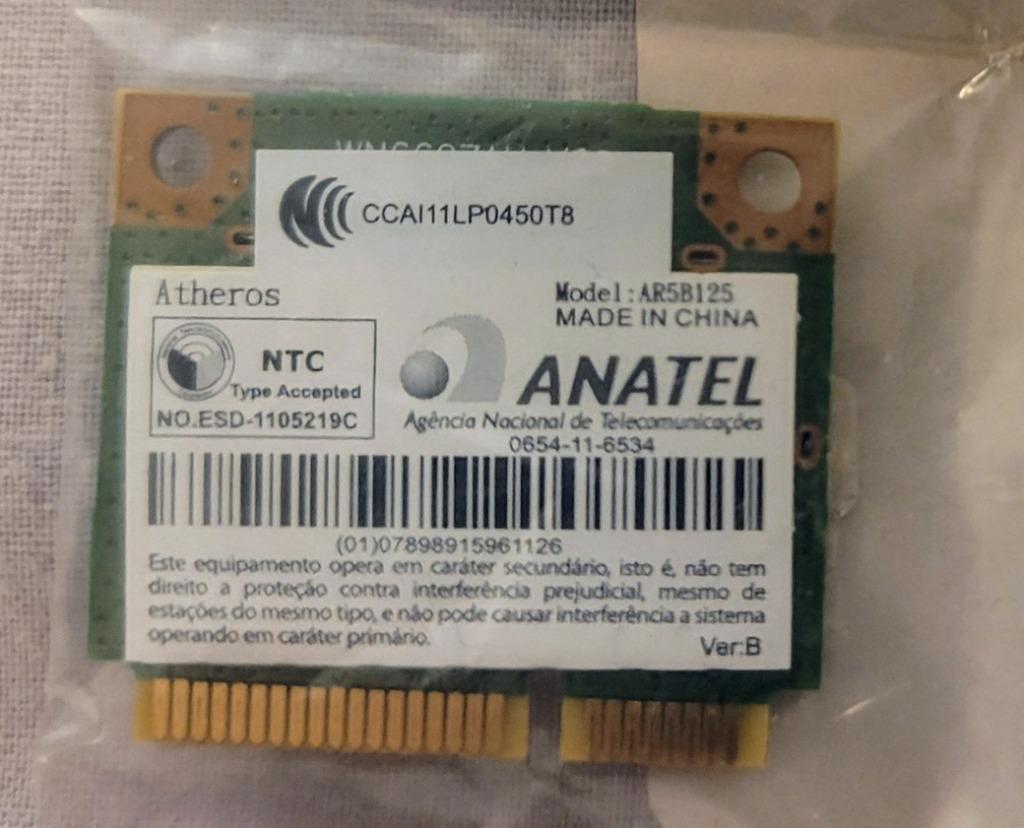 CCAI11LP0450T8
Atheros
Model:AR5B125
MADE IN CHINA
NTC
Type Accepted
NO.ESD-1105219C
ANATEL
Agência Nacional de Telecomunicações
0654-11-6534
(01)07898915961126
Este equipamento opera em caráter secundário, isto é, não tem
direito a proteção contra interferência prejudicial, mesmo de
estações do mesmo tipo, e não pode causar interferência a sistema
operando em caráter primário.
Ver:B